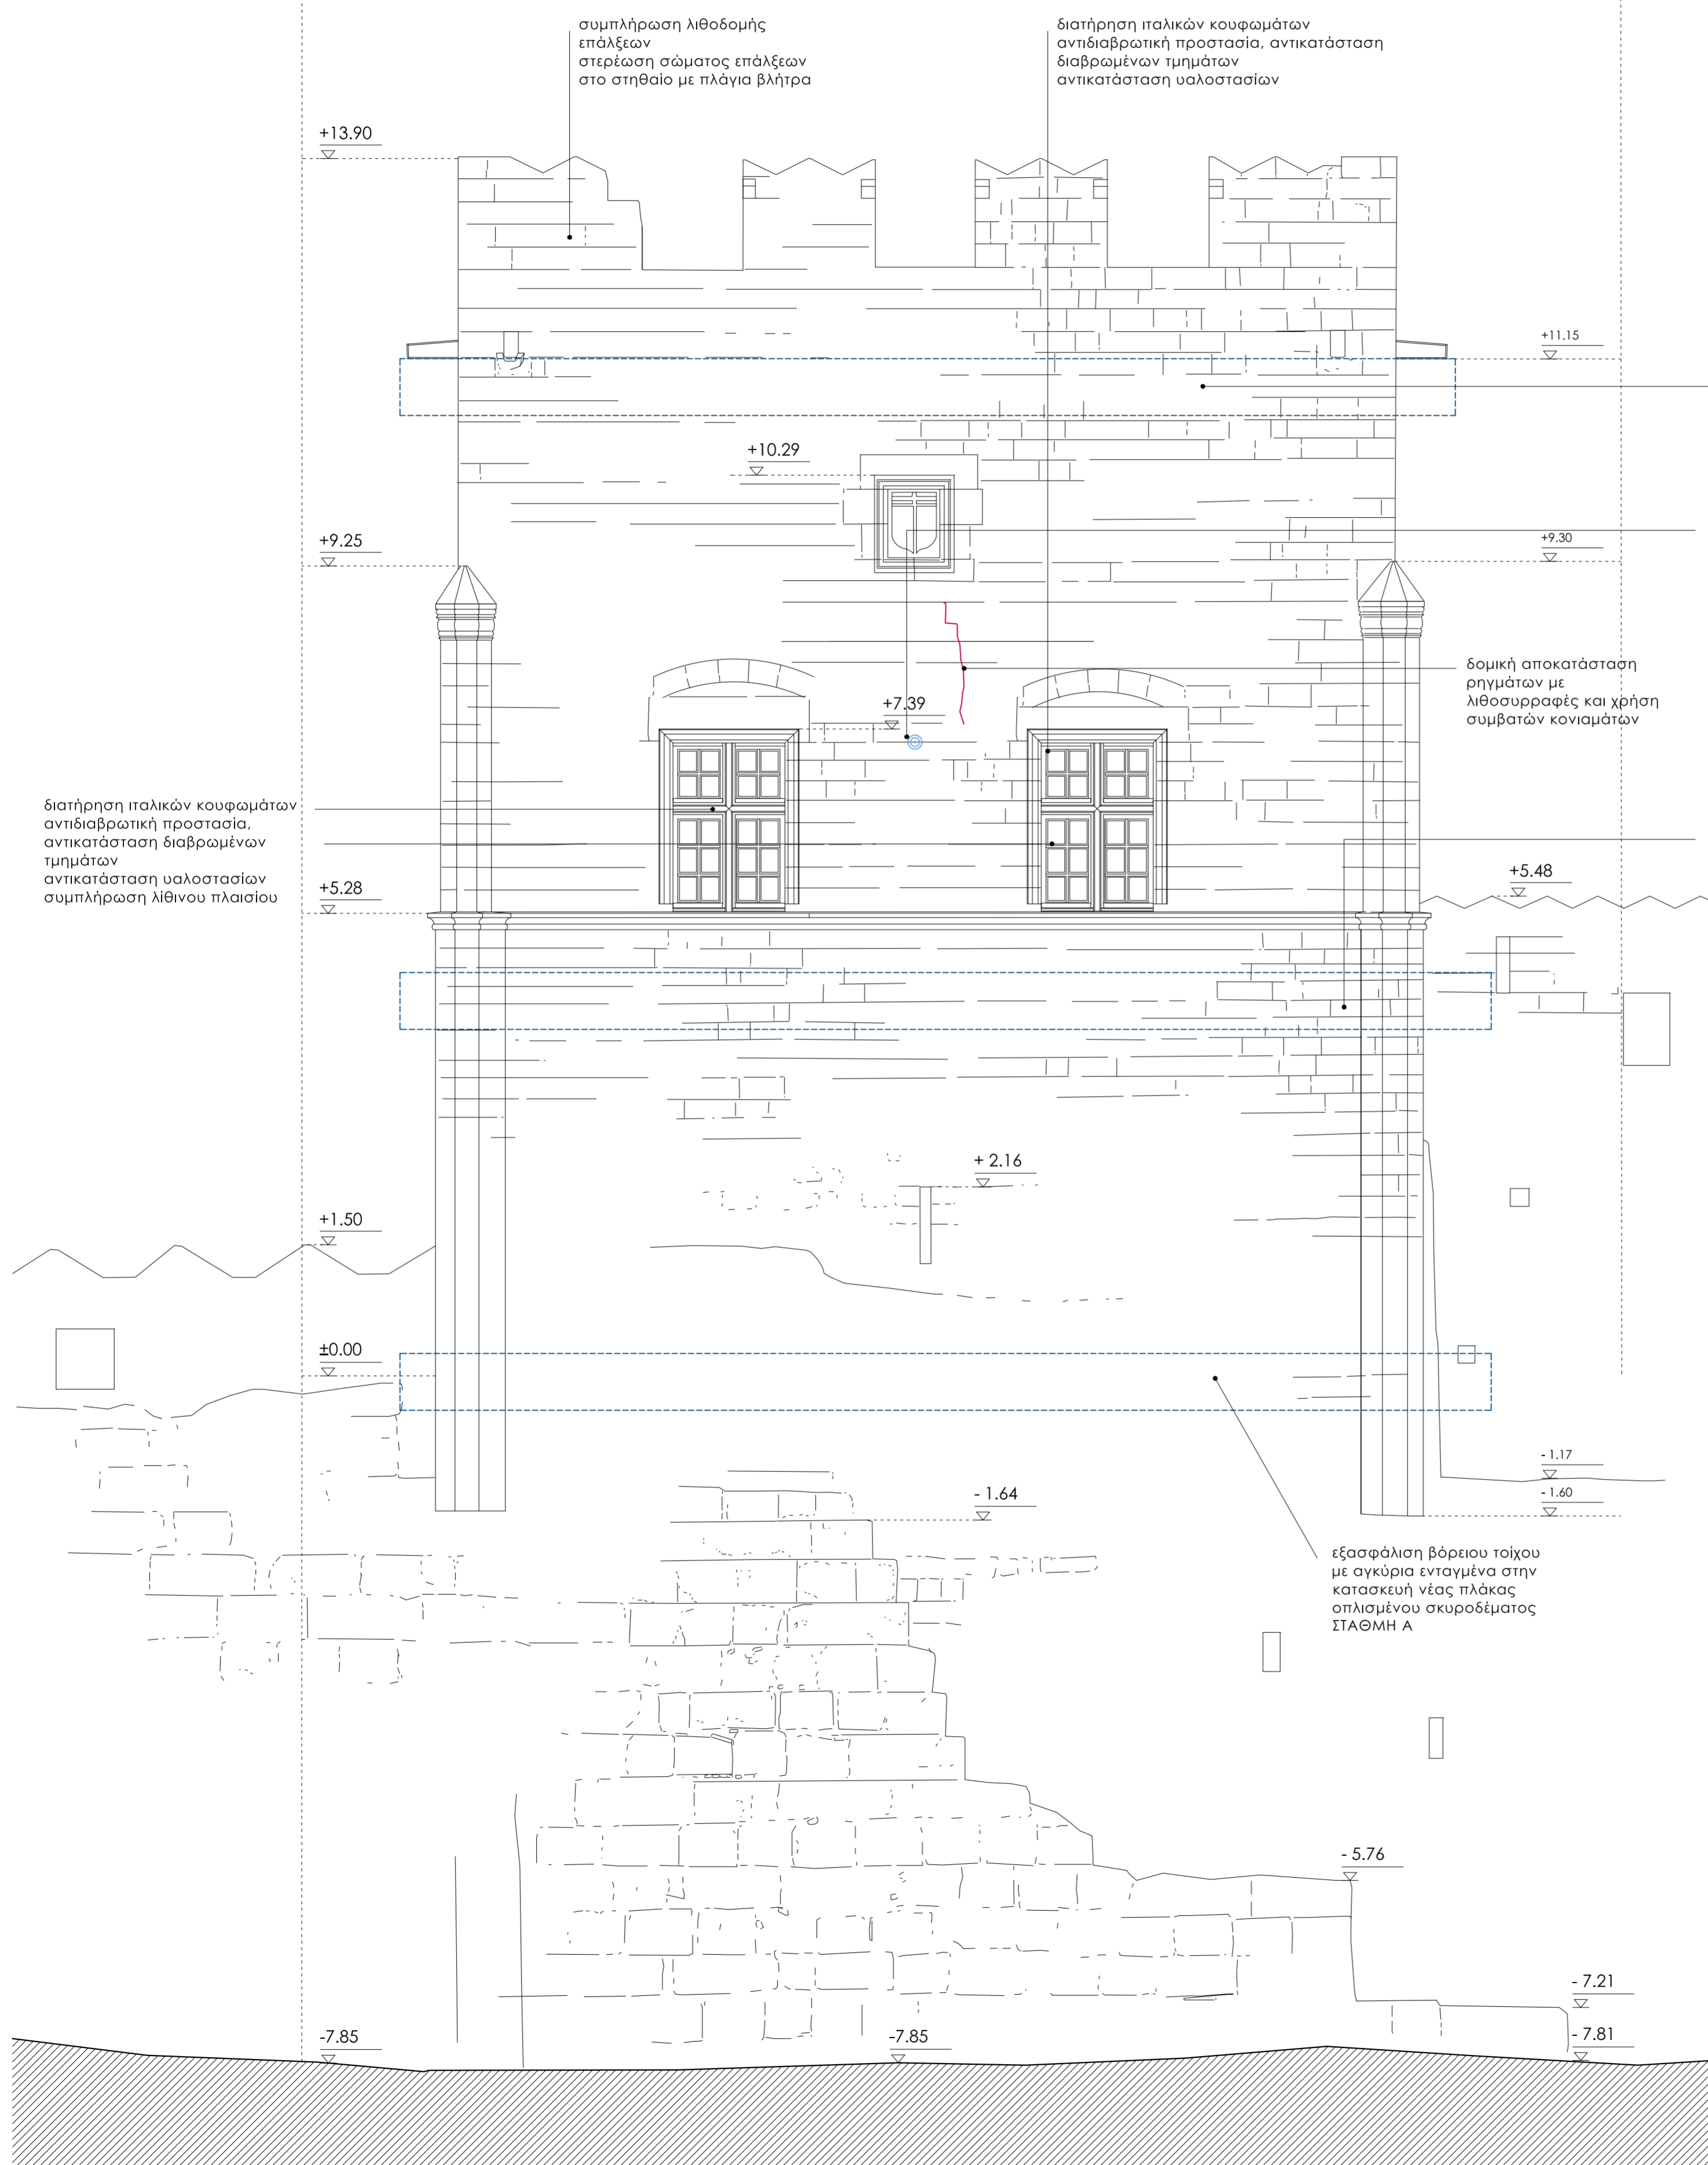 συμπλήρωση λιθοδομής
επάλξεων
στερέωση σώματος επάλξεων
στο στηθαίο με πλάγια βλήτρα
διατήρηση ιταλικών κουφωμάτων
αντιδιαβρωτική προστασία, αντικατάσταση
διαβρωμένων τμημάτων
αντικατάσταση υαλοστασίων
+13.90
+11.15
+10.29
+9.25
+9.30
δομική αποκατάσταση
ρηγμάτων με
λιθοσυρραφές και χρήση
συμβατών κονιαμάτων
+7.39
διατήρηση ιταλικών κουφωμάτων
αντιδιαβρωτική προστασία,
αντικατάσταση διαβρωμένων
τμημάτων
αντικατάσταση υαλοστασίων
συμπλήρωση λίθινου πλαισίου
+5.28
+5.48
+ 2.16
+1.50
±0.00
- 1.17
- 1.60
- 1.64
εξασφάλιση βόρειου τοίχου
με αγκύρια ενταγμένα στην
κατασκευή νέας πλάκας
οπλισμένου σκυροδέματος
ΣΤΑΘΜΗ Α
- 5.76
- 7.21
-7.85
-7.85
- 7.81